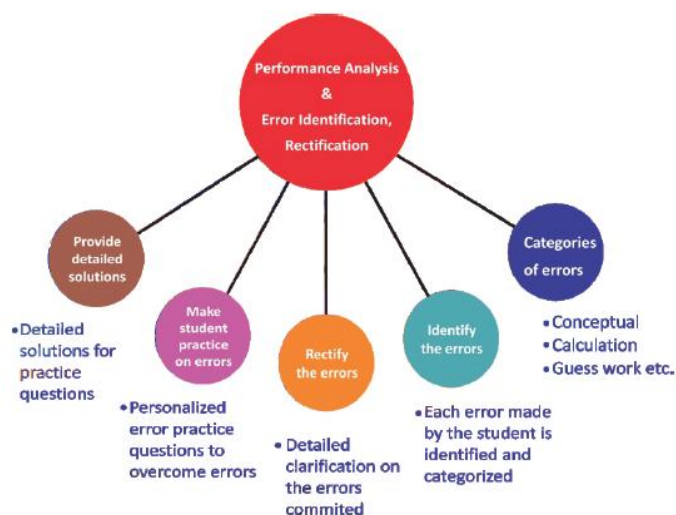 Performance Analysis
&
Error Identification,
Rectification
Provide
detailed
solutions
• Detailed
solutions for
practice
questions
Make
student
practice
on errors
• Personalized
error practice
questions to
overcome errors
Rectify
the errors
• Detailed
clarification on
the errors
commited
Identify
the errors
• Each error made
by the student is
identified and
categorized
Categories
of errors
• Conceptual
• Calculation
• Guess work etc.